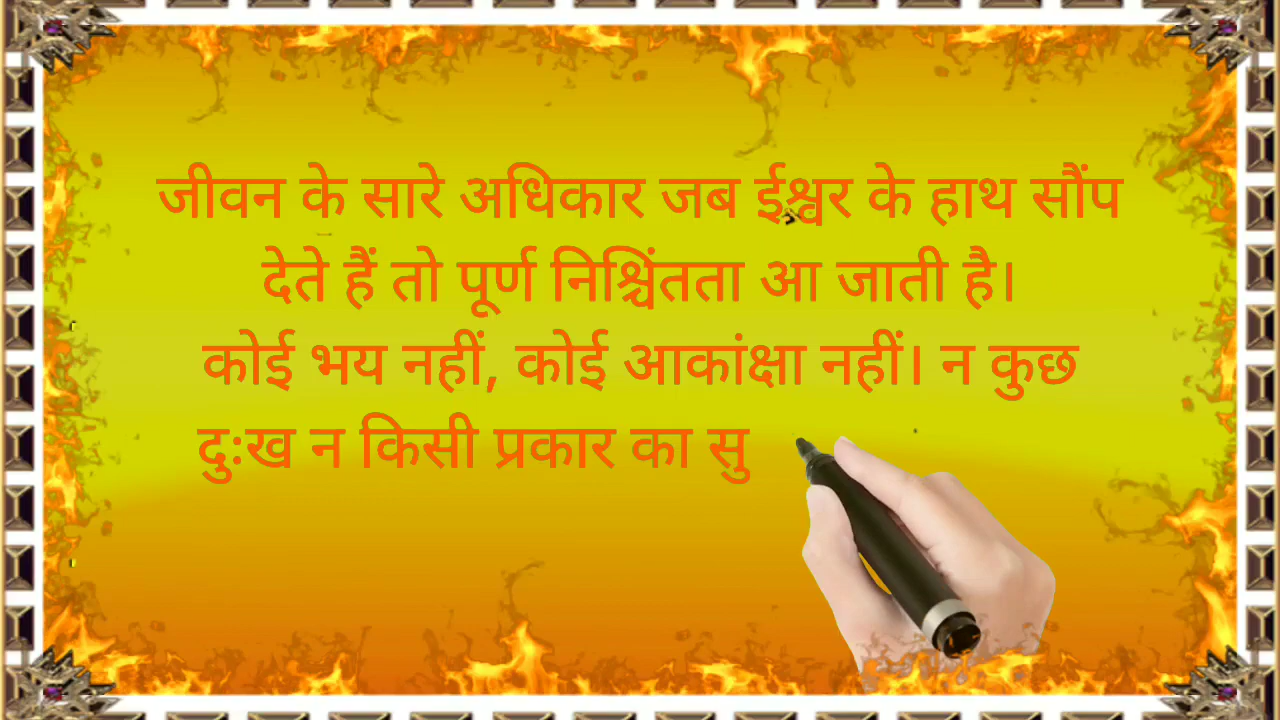 जीवन के सारे अधिकार जब ईश्वर के हाथ सौंप
देते हैं तो पूर्ण निश्चिंतता आ जाती है।
कोई भय नहीं, कोई आकांक्षा नहीं। न कुछ
दुःख न किसी प्रकार का सु